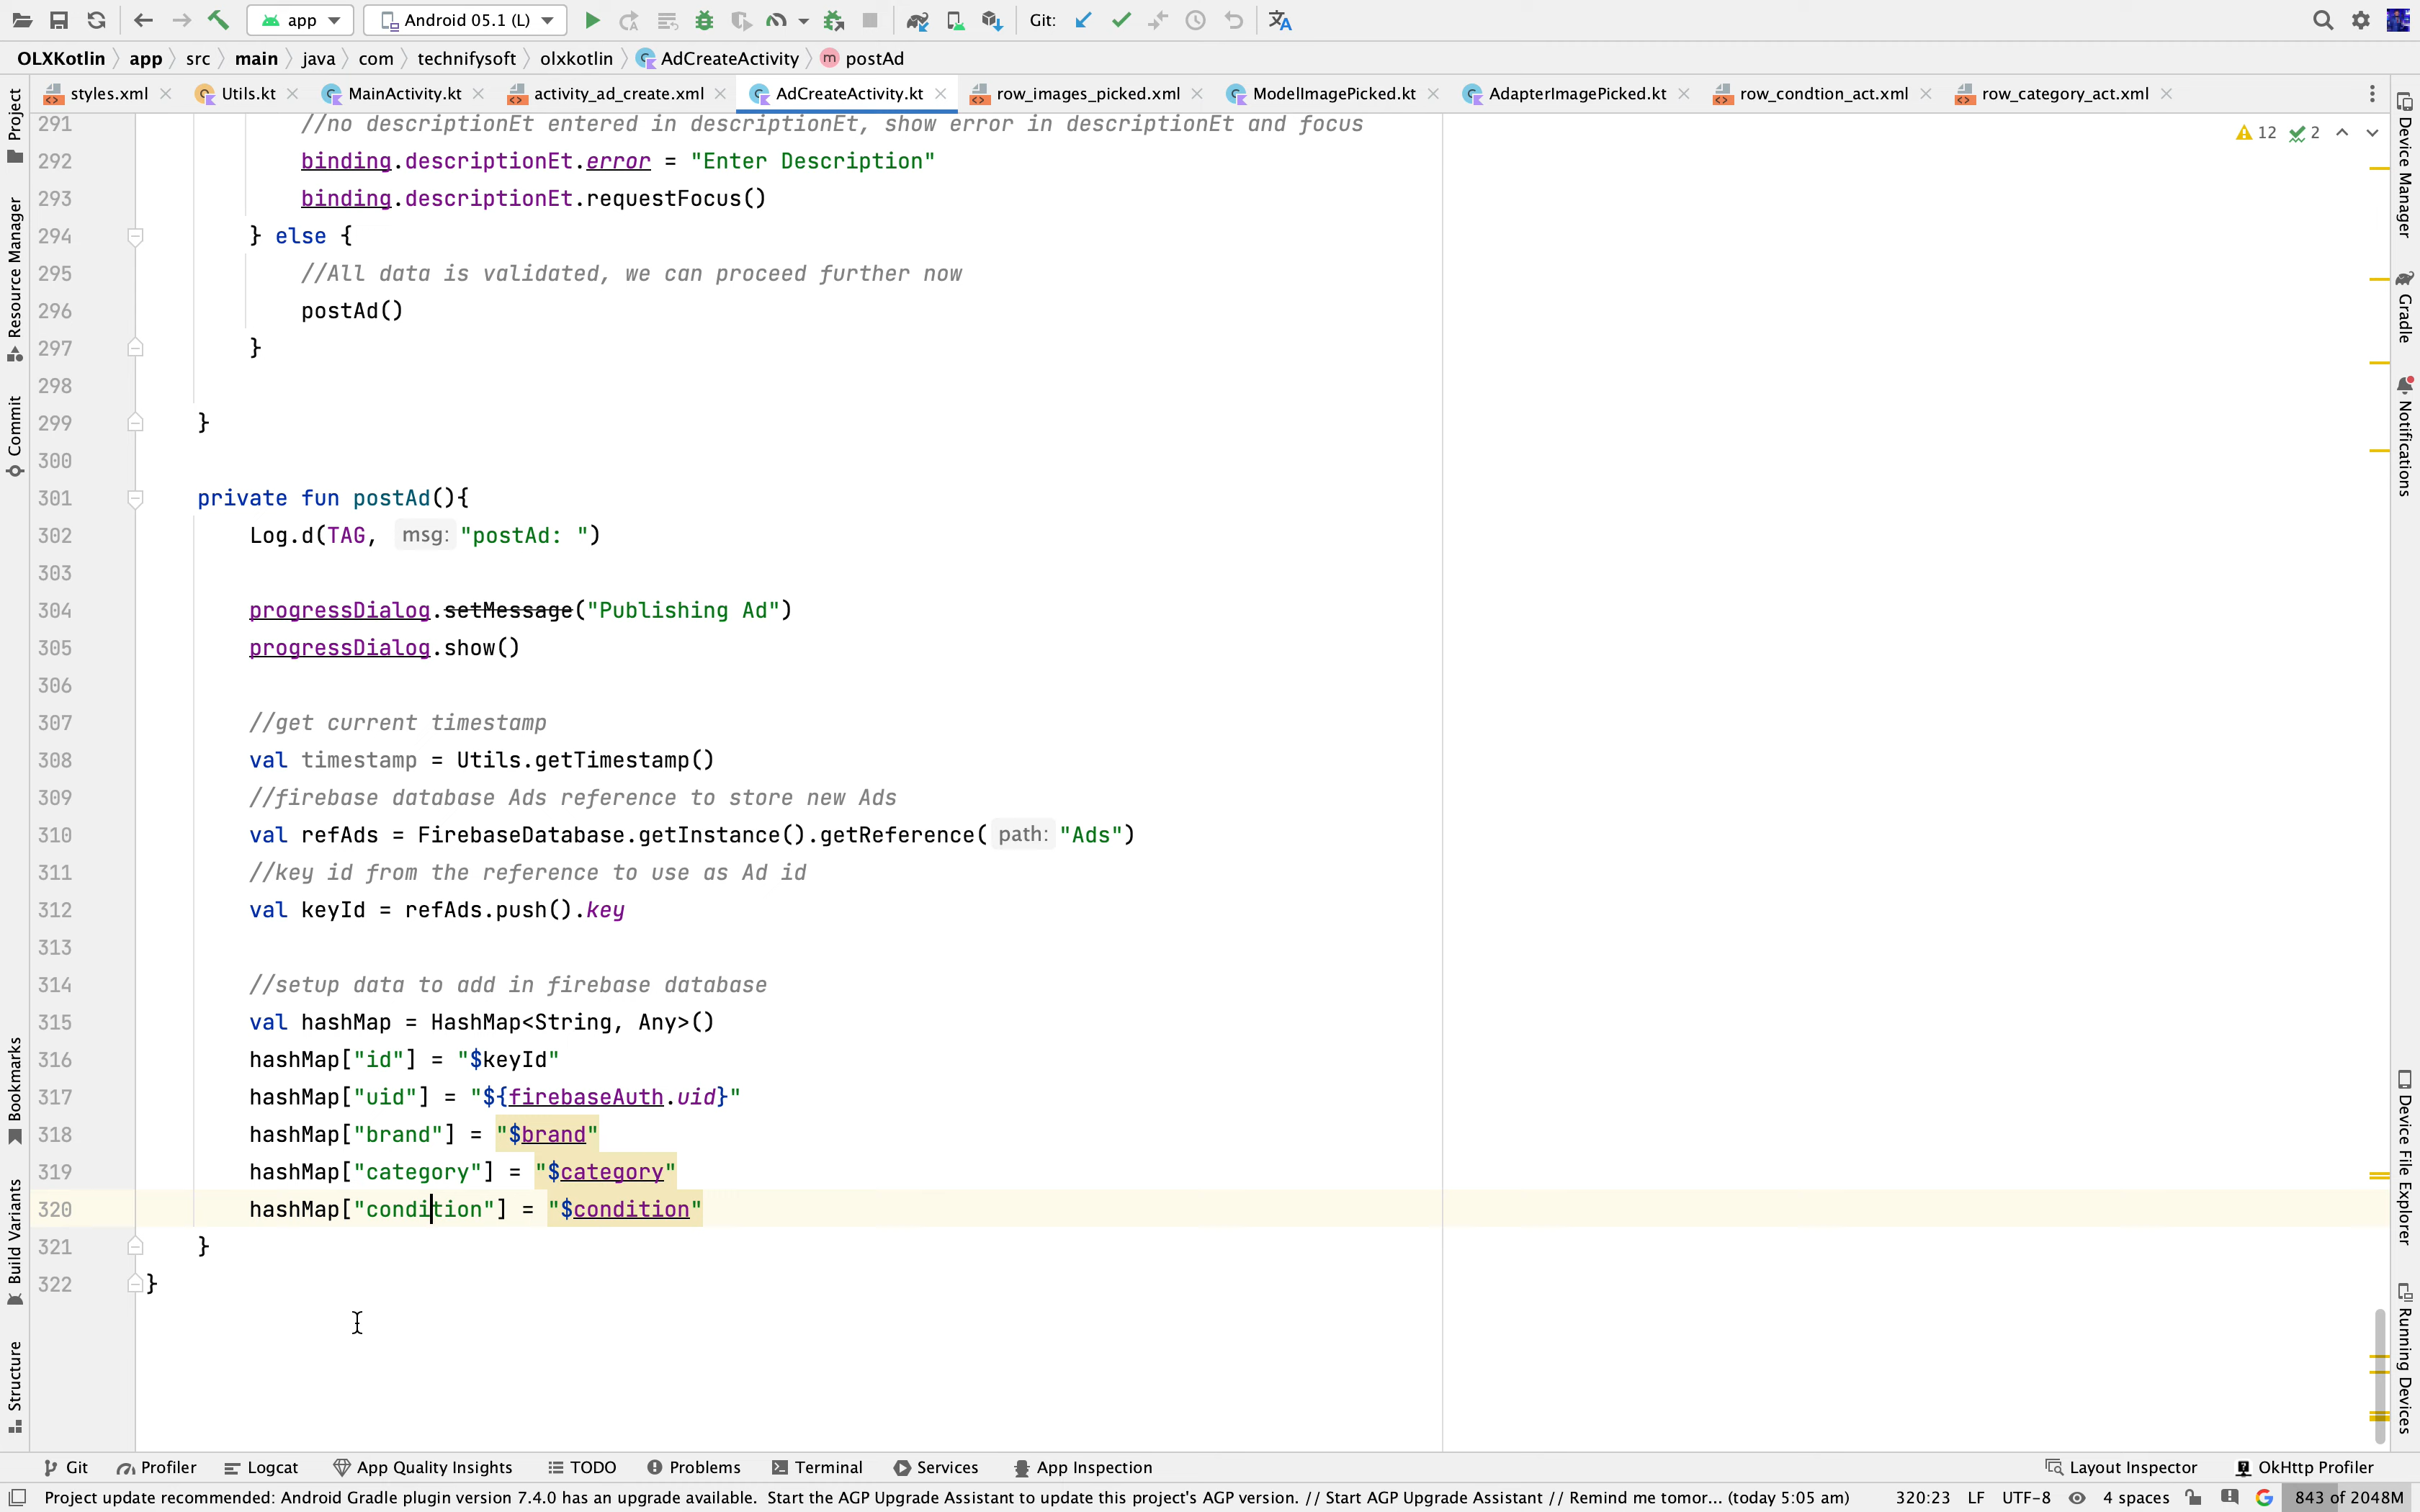 app Android 05.1 (L) Git:
OLXKotlin app src main java com technifysoft olxkotlin AdCreateActivity m postAd
styles.xml Utils.kt MainActivity.kt activity_ad_create.xml AdCreateActivity.kt row_images_picked.xml ModelImagePicked.kt AdapterImagePicked.kt row_condtion_act.xml row_category_act.xml
12 2
291 //no descriptionEt entered in descriptionEt, show error in descriptionEt and focus
292 binding.descriptionEt.error = "Enter Description"
293 binding.descriptionEt.requestFocus()
294 } else {
295 //All data is validated, we can proceed further now
296 postAd()
297 }
298
299 }
300
301 private fun postAd(){
302 Log.d(TAG, msg: "postAd: ")
303
304 progressDialog.setMessage("Publishing Ad")
305 progressDialog.show()
306
307 //get current timestamp
308 val timestamp = Utils.getTimestamp()
309 //firebase database Ads reference to store new Ads
310 val refAds = FirebaseDatabase.getInstance().getReference( path: "Ads")
311 //key id from the reference to use as Ad id
312 val keyId = refAds.push().key
313
314 //setup data to add in firebase database
315 val hashMap = HashMap<String, Any>()
316 hashMap["id"] = "$keyId"
317 hashMap["uid"] = "${firebaseAuth.uid}"
318 hashMap["brand"] = "$brand"
319 hashMap["category"] = "$category"
320 hashMap["condition"] = "$condition"
321 }
322 }
Project
Resource Manager
Commit
Bookmarks
Build Variants
Structure
Device Manager
Gradle
Notifications
Device File Explorer
Running Devices
Git Profiler Logcat App Quality Insights TODO Problems Terminal Services App Inspection Layout Inspector OkHttp Profiler
Project update recommended: Android Gradle plugin version 7.4.0 has an upgrade available. Start the AGP Upgrade Assistant to update this project's AGP version. // Start AGP Upgrade Assistant // Remind me tomor... (today 5:05 am) 320:23 LF UTF-8 4 spaces 843 of 2048M